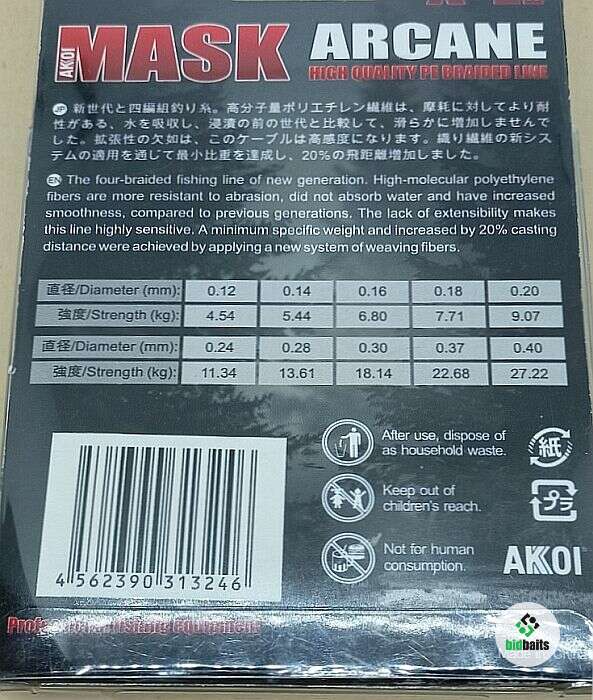 AKKOI MASK ARCANE
HIGH QUALITY PE BRAIDED LINE
JP 新世代と四編組釣り糸。高分子量ポリエチレン繊維は、摩耗に対してより耐
性がある、水を吸収し、浸漬の前の世代と比較して、滑らかに増加しませんで
した。拡張性の欠如は、このケーブルは高感度になります。織り繊維の新シス
テムの適用を通じて最小比重を達成し、20%の飛距離増加しました。
EN The four-braided fishing line of new generation. High-molecular polyethylene
fibers are more resistant to abrasion, did not absorb water and have increased
smoothness, compared to previous generations. The lack of extensibility makes
this line highly sensitive. A minimum specific weight and increased by 20% casting
distance were achieved by applying a new system of weaving fibers.
直径/Diameter (mm): 0.12 0.14 0.16 0.18 0.20
強度/Strength (kg): 4.54 5.44 6.80 7.71 9.07
直径/Diameter (mm): 0.24 0.28 0.30 0.37 0.40
強度/Strength (kg): 11.34 13.61 18.14 22.68 27.22
After use, dispose of
as household waste.
紙
Keep out of
children's reach.
プラ
Not for human
consumption.
AKKOI
4 562390 313246
Professional Fishing Equipment
bidbaits